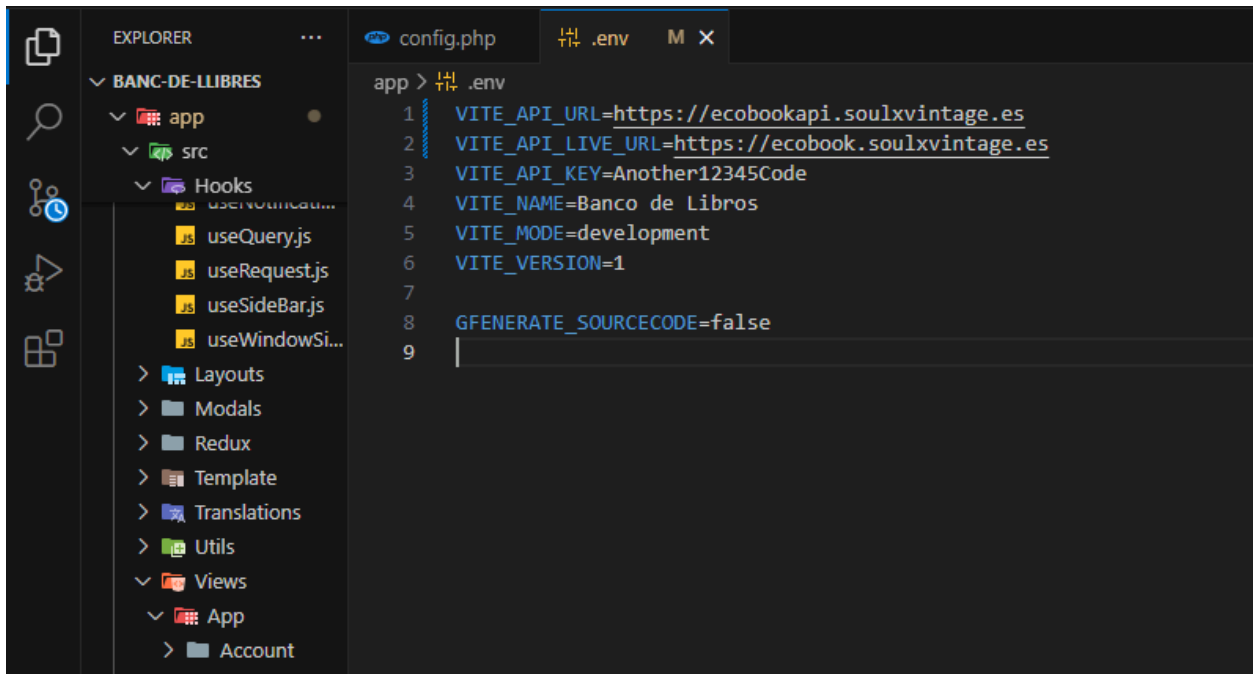 EXPLORER ...
config.php
.env M
BANC-DE-LLIBRES
app > .env
app
src
Hooks
useQuery.js
useRequest.js
useSideBar.js
useWindowSi...
Layouts
Modals
Redux
Template
Translations
Utils
Views
App
Account
1 VITE_API_URL=https://ecobookapi.soulxvintage.es
2 VITE_API_LIVE_URL=https://ecobook.soulxvintage.es
3 VITE_API_KEY=Another12345Code
4 VITE_NAME=Banco de Libros
5 VITE_MODE=development
6 VITE_VERSION=1
7
8 GFENERATE_SOURCECODE=false
9